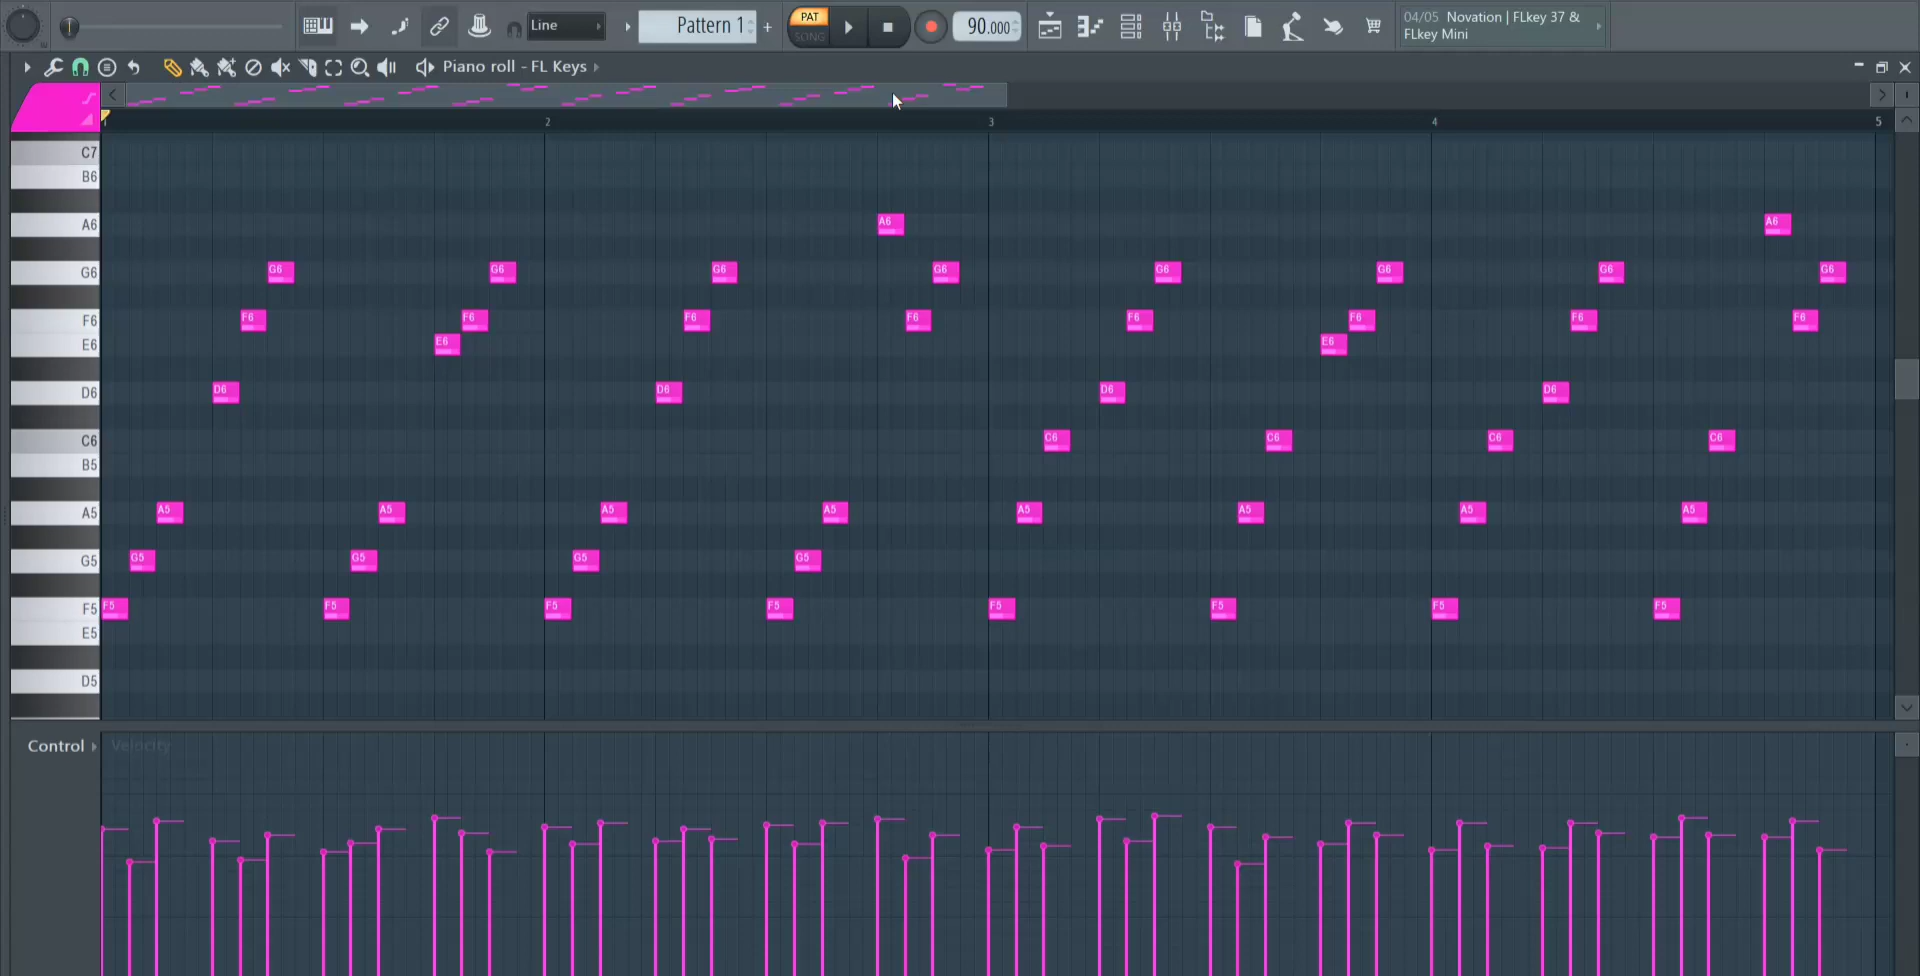 Line
Pattern 1
+
PAT
SONG
90.000
04/05 Novation | FLkey 37 &
FLkey Mini
Piano roll - FL Keys
2
3
4
5
C7
B6
A6
A6
A6
G6
G6
G6
G6
G6
G6
G6
G6
G6
F6
F6
F6
F6
F6
F6
F6
F6
F6
E6
E6
E6
D6
D6
D6
D6
D6
C6
C6
C6
C6
C6
B5
A5
A5
A5
A5
A5
A5
A5
A5
A5
G5
G5
G5
G5
G5
F5
F5
F5
F5
F5
F5
F5
F5
F5
E5
D5
Control
Velocity